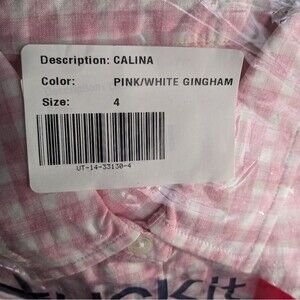 Description: CALINA
Color: PINK/WHITE GINGHAM
Size: 4
UT-14-33130-4